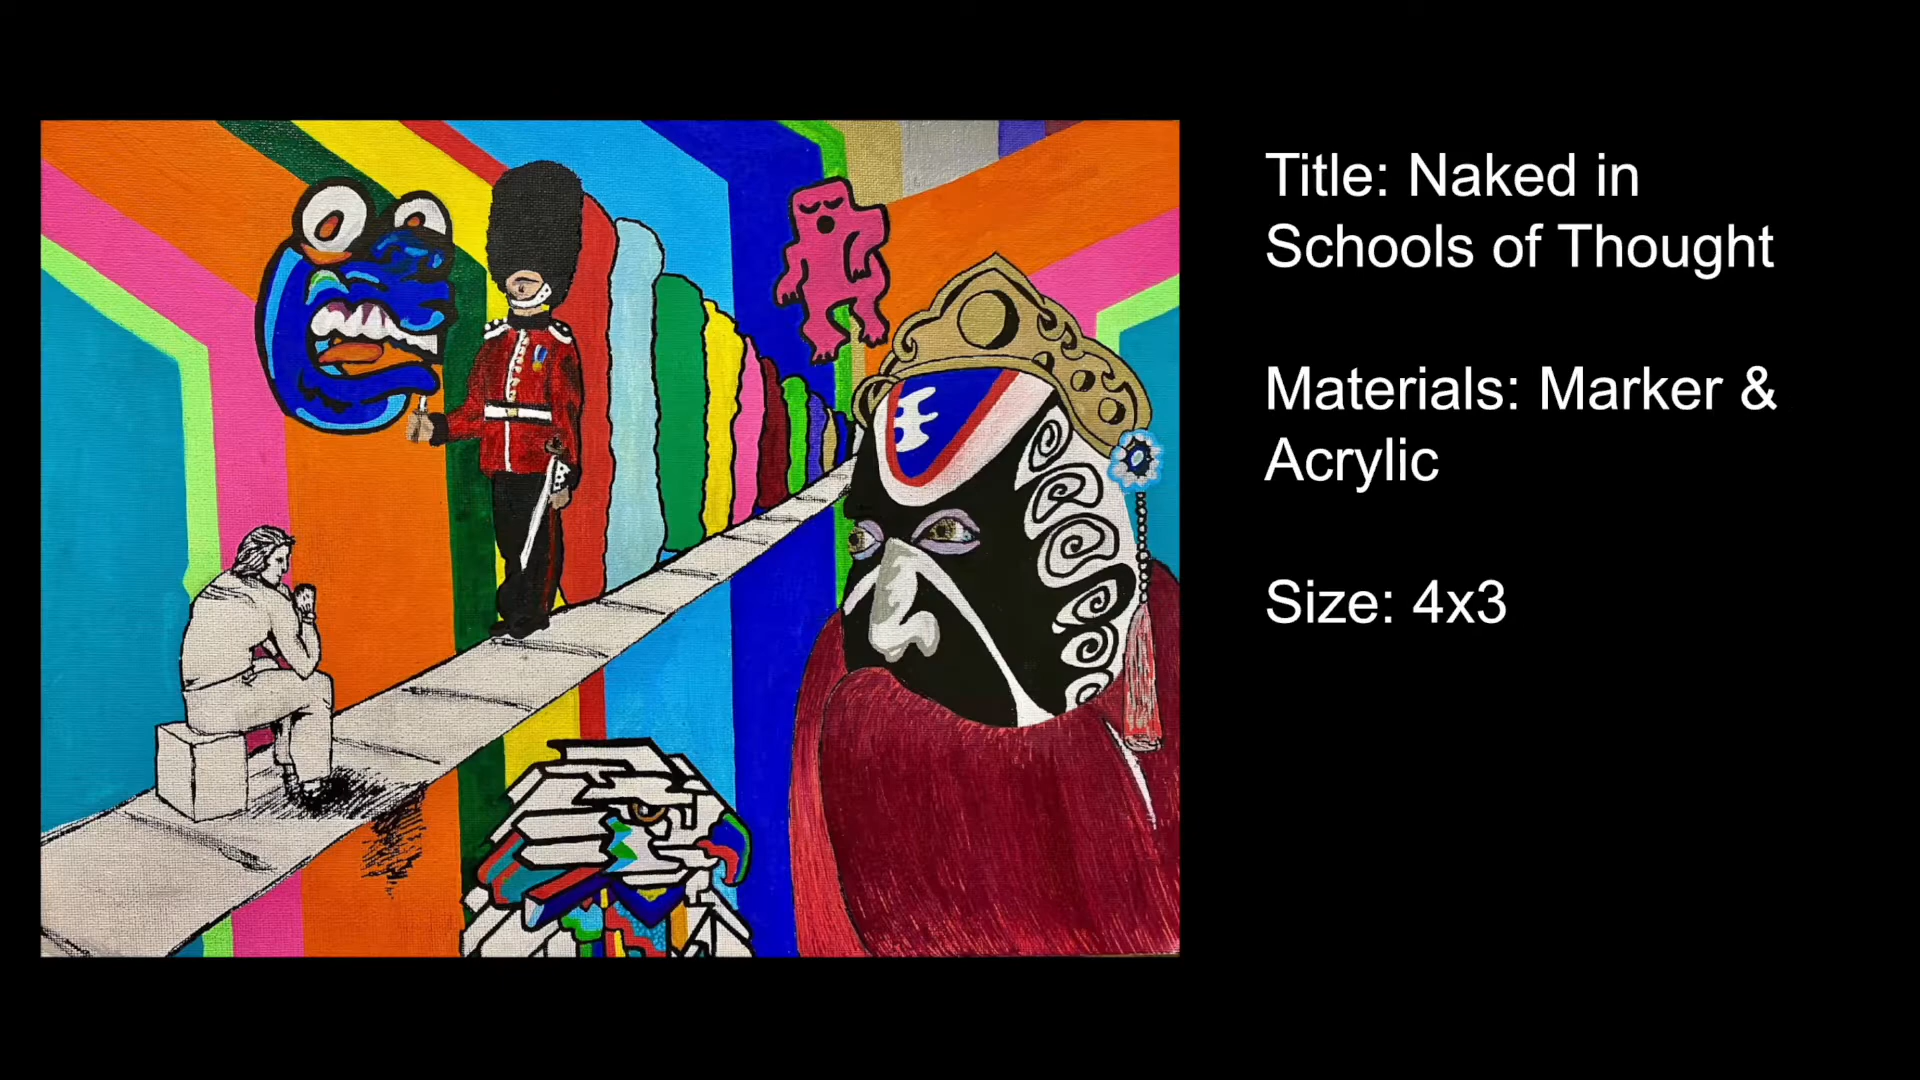 Title: Naked in
Schools of Thought
Materials: Marker &
Acrylic
Size: 4x3